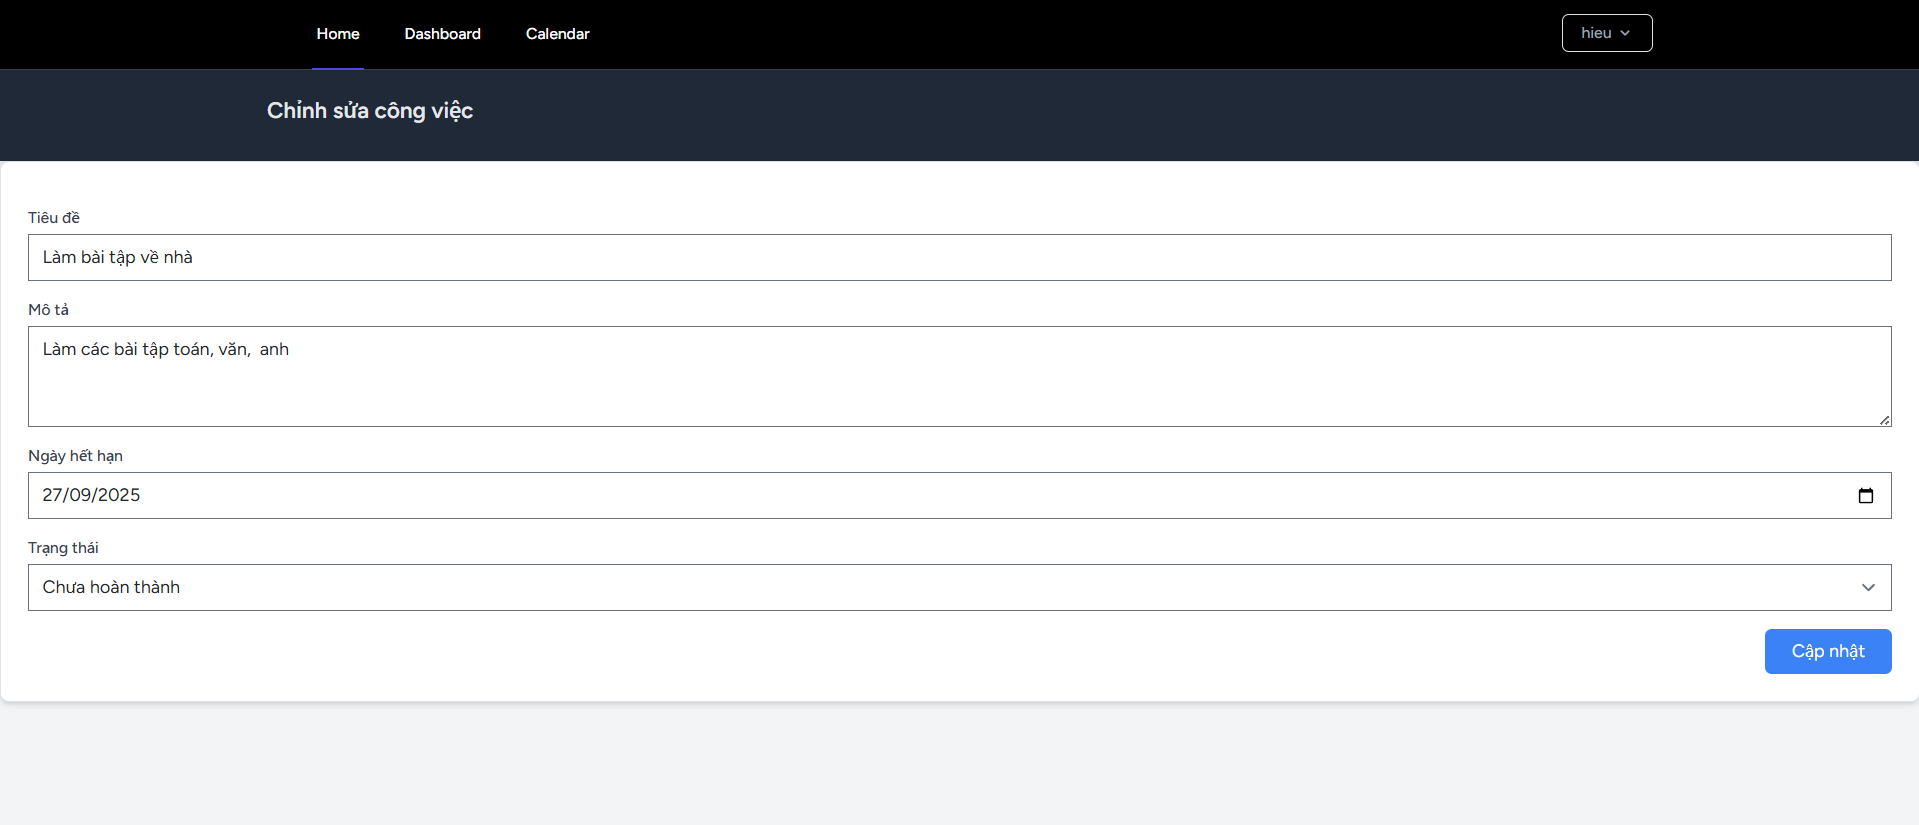 Home Dashboard Calendar hieu
Chỉnh sửa công việc
Tiêu đề
Làm bài tập về nhà
Mô tả
Làm các bài tập toán, văn,  anh
Ngày hết hạn
27/09/2025
Trạng thái
Chưa hoàn thành
Cập nhật